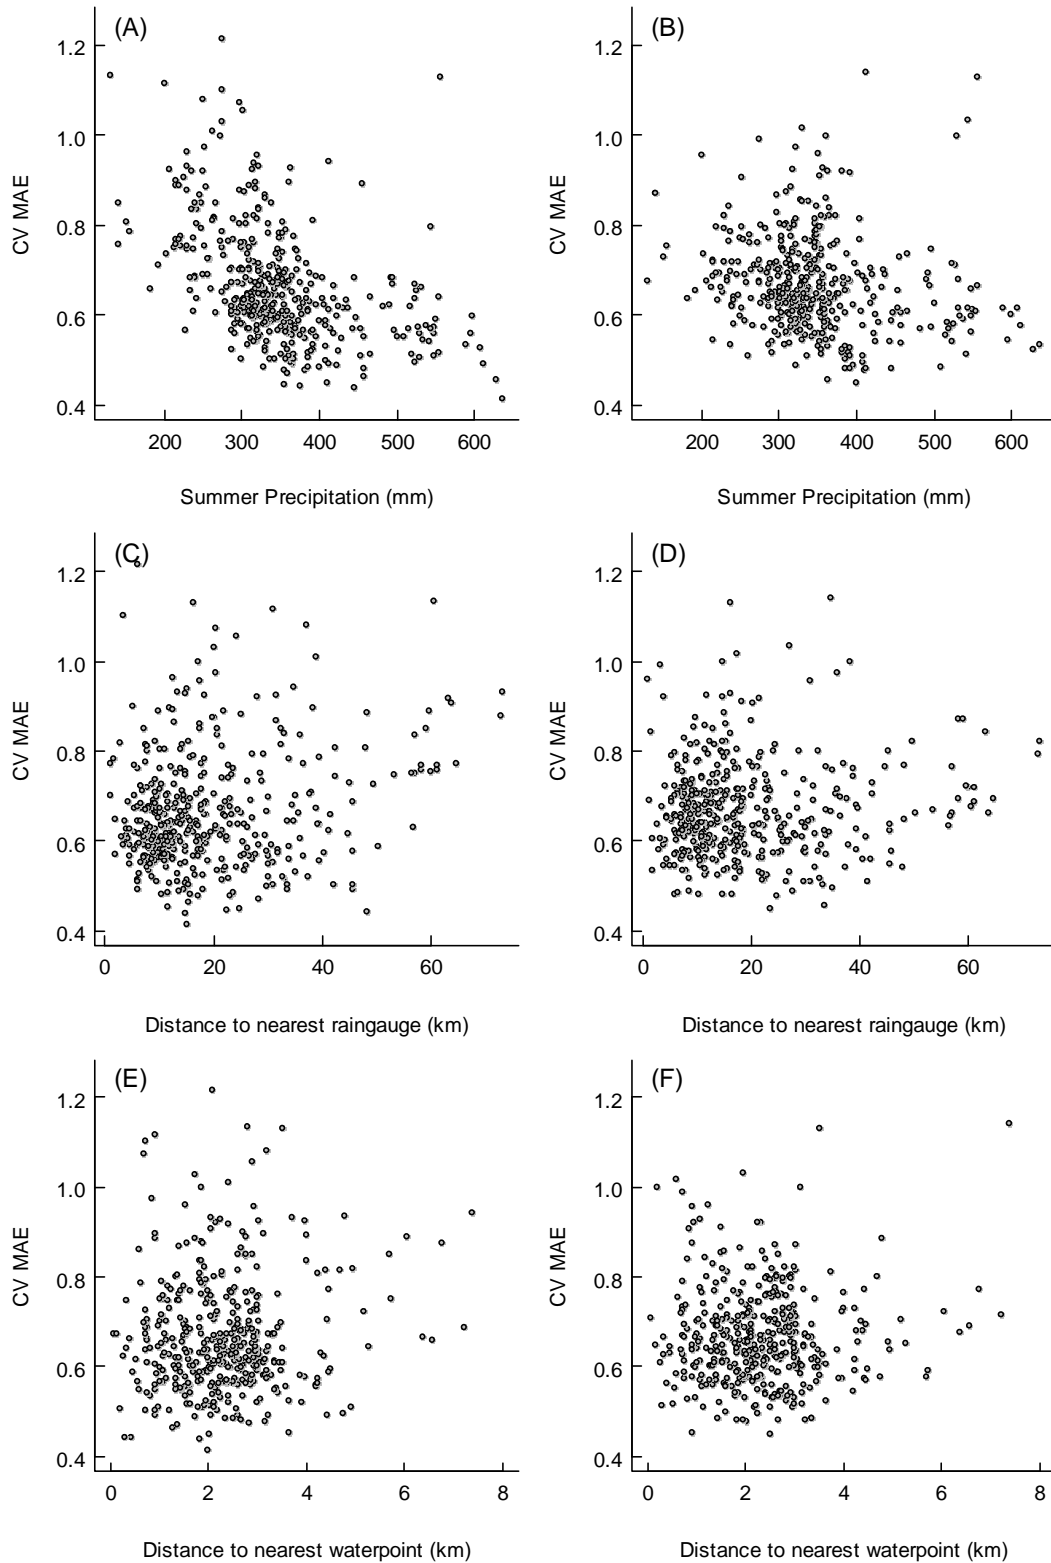 (A)
1.2
1.0
0.8
0.6
0.4
CV MAE
200 300 400 500 600
Summer Precipitation (mm)
(B)
1.2
1.0
0.8
0.6
0.4
CV MAE
200 300 400 500 600
Summer Precipitation (mm)
(C)
1.2
1.0
0.8
0.6
0.4
CV MAE
0 20 40 60
Distance to nearest raingauge (km)
(D)
1.2
1.0
0.8
0.6
0.4
CV MAE
0 20 40 60
Distance to nearest raingauge (km)
(E)
1.2
1.0
0.8
0.6
0.4
CV MAE
0 2 4 6 8
Distance to nearest waterpoint (km)
(F)
1.2
1.0
0.8
0.6
0.4
CV MAE
0 2 4 6 8
Distance to nearest waterpoint (km)